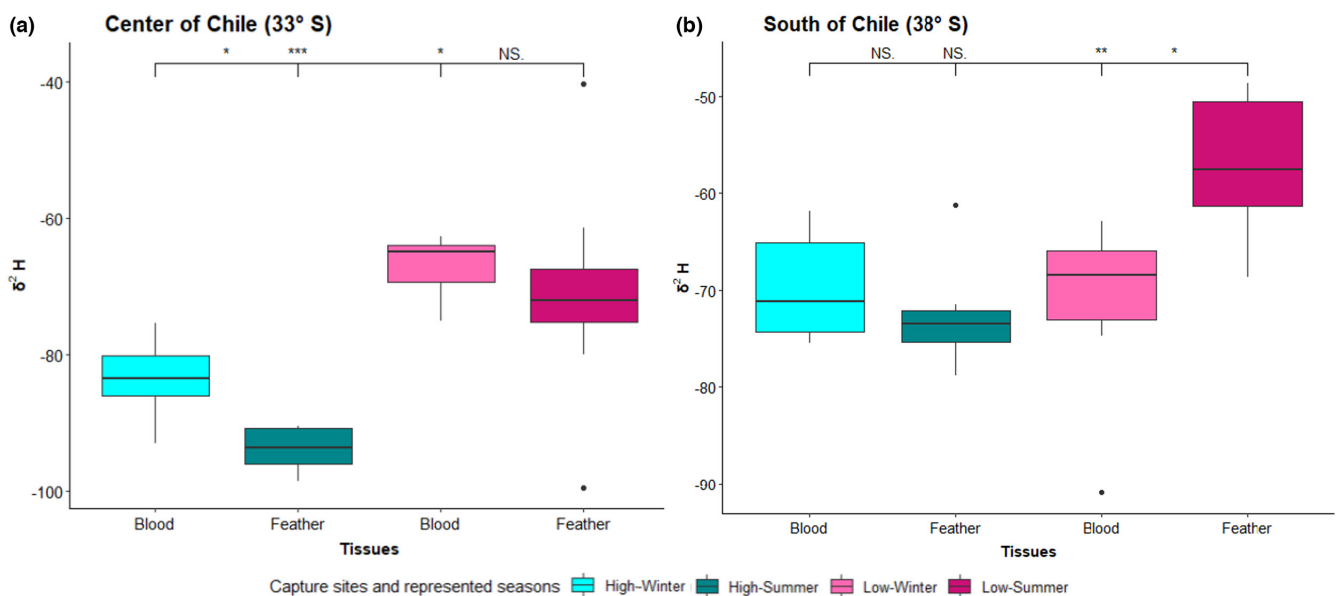 (a) Center of Chile (33° S)
* *** * NS.
-40
-60
-80
-100
δ² H
Blood Feather Blood Feather
Tissues
(b) South of Chile (38° S)
NS. NS. ** *
-50
-60
-70
-80
-90
δ² H
Blood Feather Blood Feather
Tissues
Capture sites and represented seasons High-Winter High-Summer Low-Winter Low-Summer